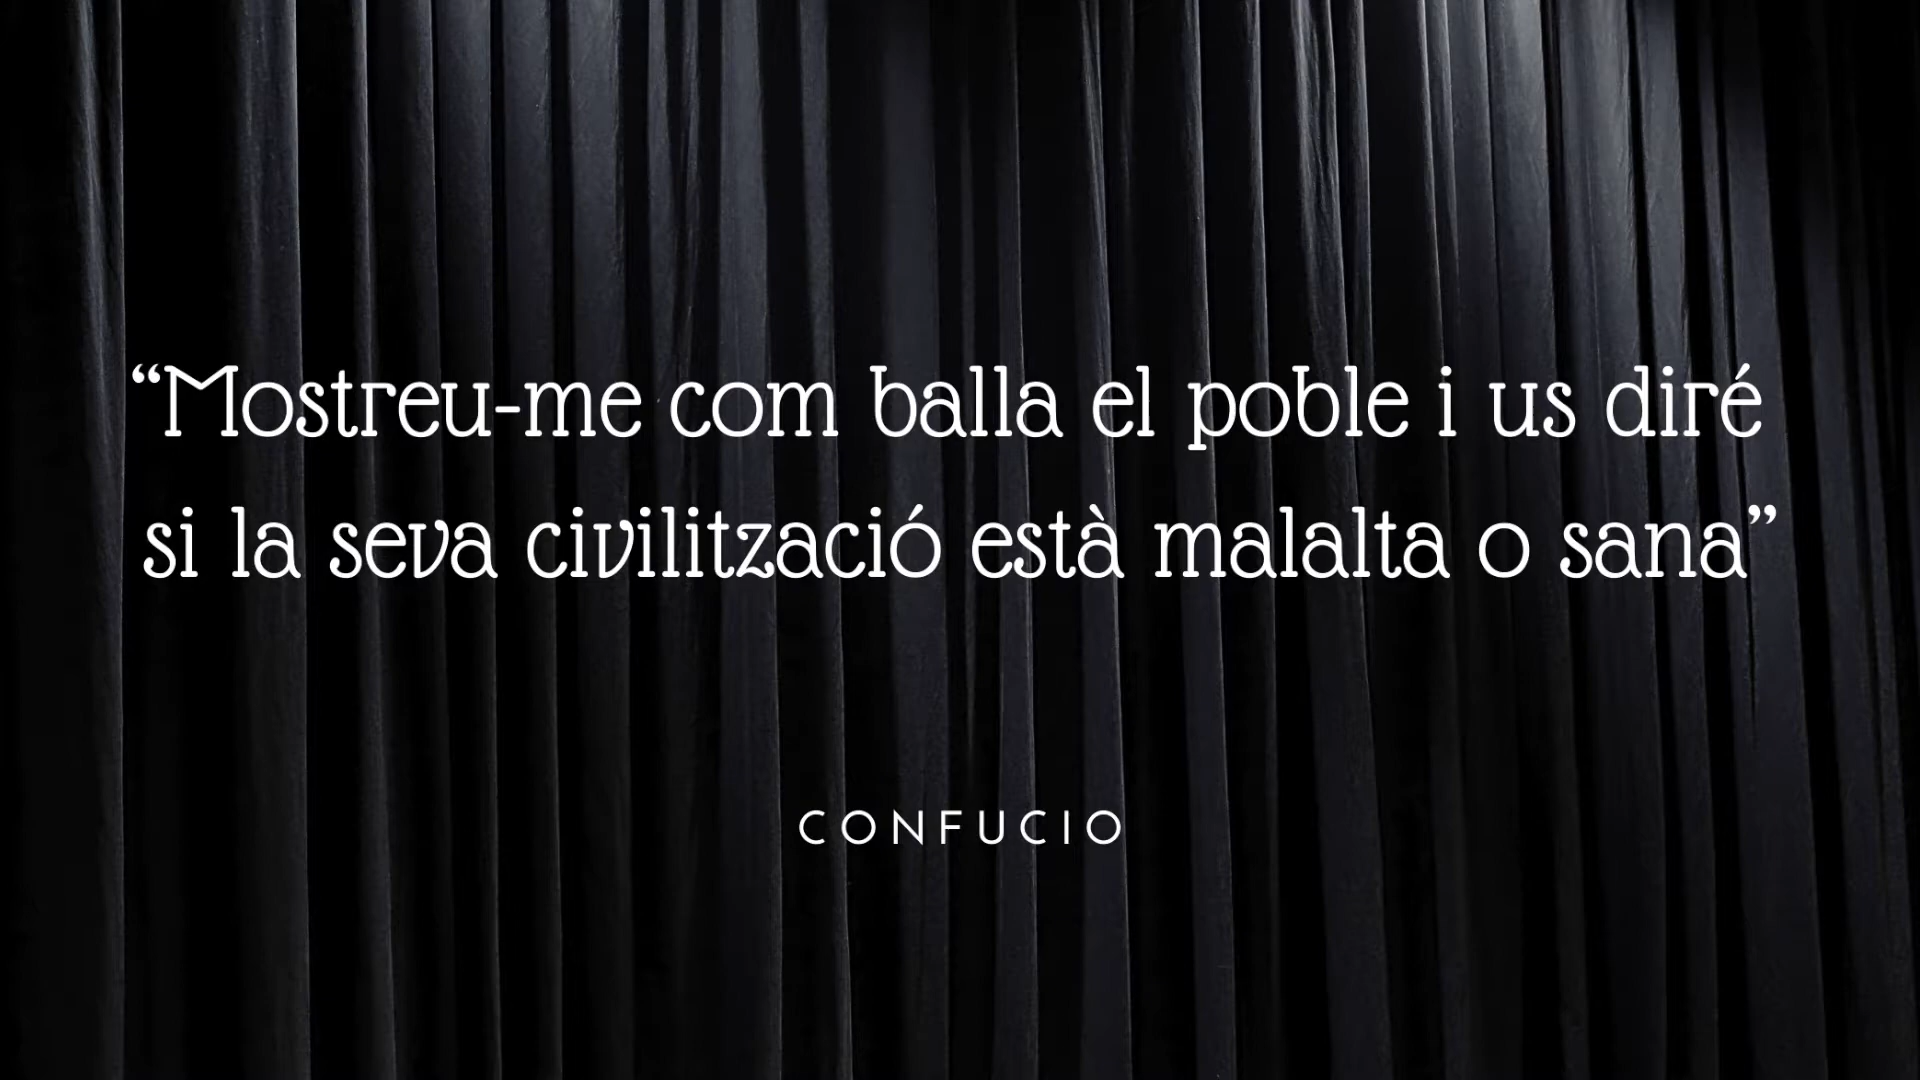 “Mostreu-me com balla el poble i us diré
si la seva civilització està malalta o sana”
CONFUCIO